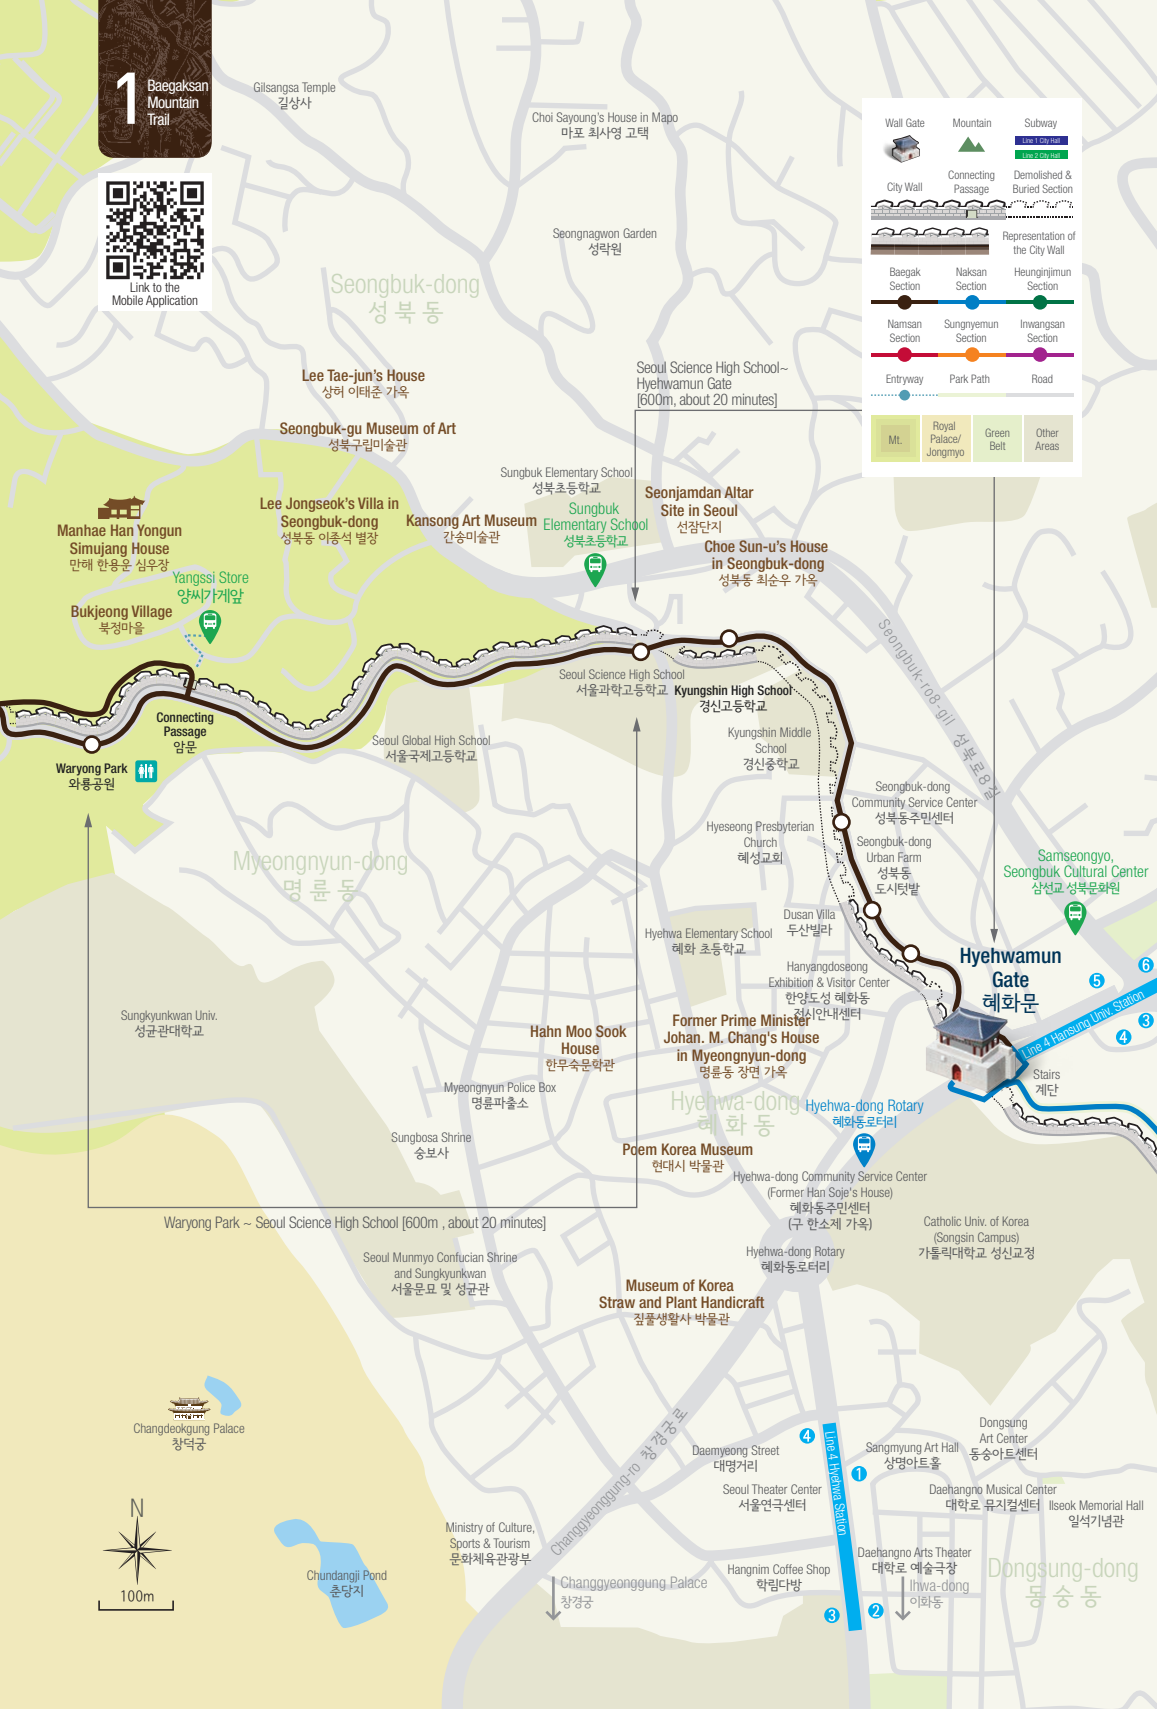 1
Baegaksan
Mountain
Trail
Link to the
Mobile Application
Gilsangsa Temple
길상사
Choi Sayoung's House in Mapo
마포 최사영 고택
Seongnagwon Garden
성락원
Seongbuk-dong
성북동
Wall Gate
Mountain
Subway
Line 1 City Hall
Line 2 City Hall
City Wall
Connecting
Passage
Demolished &
Buried Section
Representation of
the City Wall
Baegak
Section
Naksan
Section
Heunginjimun
Section
Namsan
Section
Sungnyemun
Section
Inwangsan
Section
Entryway
Park Path
Road
Mt.
Royal
Palace/
Jongmyo
Green
Belt
Other
Areas
Seoul Science High School~
Hyehwamun Gate
[600m, about 20 minutes]
Lee Tae-jun's House
상허 이태준 가옥
Seongbuk-gu Museum of Art
성북구립미술관
Sungbuk Elementary School
성북초등학교
Sungbuk
Elementary School
성북초등학교
Seonjamdan Altar
Site in Seoul
선잠단지
Lee Jongseok's Villa in
Seongbuk-dong
성북동 이종석 별장
Kansong Art Museum
간송미술관
Choe Sun-u's House
in Seongbuk-dong
성북동 최순우 가옥
Manhae Han Yongun
Simujang House
만해 한용운 심우장
Yangssi Store
양씨가게앞
Bukjeong Village
북정마을
Seongbuk-ro8-gil 성북로8길
Seoul Science High School
서울과학고등학교
Kyungshin High School
경신고등학교
Connecting
Passage
암문
Waryong Park
와룡공원
Seoul Global High School
서울국제고등학교
Kyungshin Middle
School
경신중학교
Seongbuk-dong
Community Service Center
성북동주민센터
Hyeseong Presbyterian
Church
혜성교회
Seongbuk-dong
Urban Farm
성북동
도시텃밭
Myeongnyun-dong
명륜동
Samseongyo,
Seongbuk Cultural Center
삼선교 성북문화원
Dusan Villa
두산빌라
Hyehwa Elementary School
혜화 초등학교
Hyehwamun
Gate
혜화문
Hanyangdoseong
Exhibition & Visitor Center
한양도성 혜화동
전시안내센터
5
6
3
4
Line 4 Hansung Univ. Station
Sungkyunkwan Univ.
성균관대학교
Hahn Moo Sook
House
한무숙문학관
Former Prime Minister
Johan. M. Chang's House
in Myeongnyun-dong
명륜동 장면 가옥
Stairs
계단
Myeongnyun Police Box
명륜파출소
Hyehwa-dong
혜화동
Hyehwa-dong Rotary
혜화동로터리
Sungbosa Shrine
숭보사
Poem Korea Museum
현대시 박물관
Hyehwa-dong Community Service Center
(Former Han Soje's House)
혜화동주민센터
(구 한소제 가옥)
Waryong Park ~ Seoul Science High School [600m , about 20 minutes]
Catholic Univ. of Korea
(Songsin Campus)
가톨릭대학교 성신교정
Seoul Munmyo Confucian Shrine
and Sungkyunkwan
서울문묘 및 성균관
Hyehwa-dong Rotary
혜화동로터리
Museum of Korea
Straw and Plant Handicraft
짚풀생활사 박물관
Changdeokgung Palace
창덕궁
Changgyeonggung-ro 창경궁로
4
Line 4 Hyehwa Station
1
Daemyeong Street
대명거리
Sangmyung Art Hall
상명아트홀
Dongsung
Art Center
동숭아트센터
Seoul Theater Center
서울연극센터
Daehangno Musical Center
대학로 뮤지컬센터
Ilseok Memorial Hall
일석기념관
N
100m
Ministry of Culture,
Sports & Tourism
문화체육관광부
Chundangji Pond
춘당지
Changgyeonggung Palace
창경궁
Hangnim Coffee Shop
학림다방
Daehangno Arts Theater
대학로 예술극장
Ihwa-dong
이화동
Dongsung-dong
동숭동
3
2